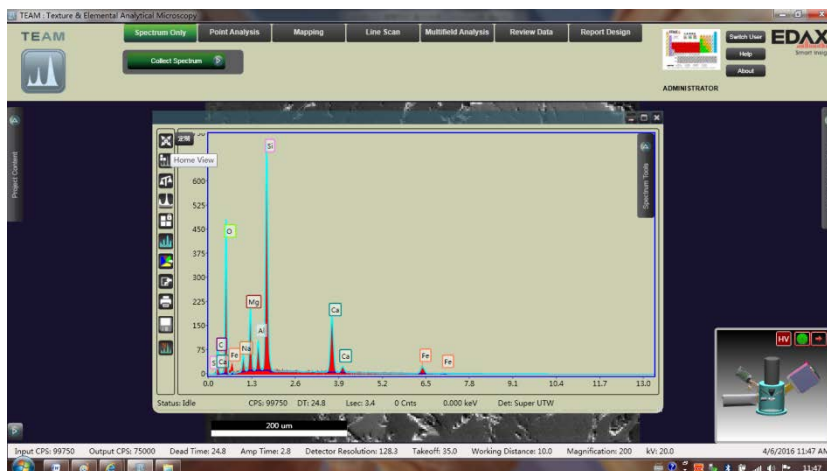 TEAM : Texture & Elemental Analytical Microscopy
TEAM
Spectrum Only
Point Analysis
Mapping
Line Scan
Multifield Analysis
Review Data
Report Design
Collect Spectrum
Switch User
Help
About
EDAX
ADMINISTRATOR
Project Content
Home View
Spectrum Tools
Si
600
525
450
O
375
300
225
Mg
Ca
150
Al
75
C
Na
Ca
Fe
Fe
Fe
Ca
0.0 1.3 2.6 3.9 5.2 6.5 7.8 9.1 10.4 11.7 13.0
Status: Idle CPS: 99750 DT: 24.8 Lsec: 3.4 0 Cnts 0.000 keV Det: Super UTW
200 um
HV
Input CPS: 99750 Output CPS: 75000 Dead Time: 24.8 Amp Time: 2.8 Detector Resolution: 128.3 Takeoff: 35.0 Working Distance: 10.0 Magnification: 200 kV: 20.0 4/6/2016 11:47 AM
11:47